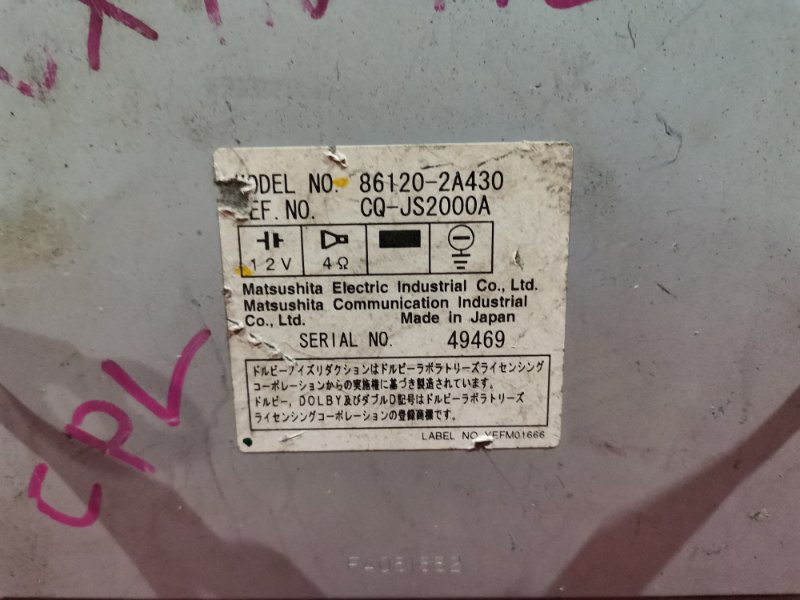 MODEL NO. 86120-2A430
REF. NO. CQ-JS2000A
12V 4Ω
Matsushita Electric Industrial Co., Ltd.
Matsushita Communication Industrial
Co., Ltd. Made in Japan
SERIAL NO. 49469
ドルビーノイズリダクションはドルビーラボラトリーズライセンシング
コーポレーションからの実施権に基づき製造されています。
ドルビー, DOLBY及びダブルD記号はドルビーラボラトリーズ
ライセンシングコーポレーションの登録商標です。
LABEL NO. YEFM01666
CPV